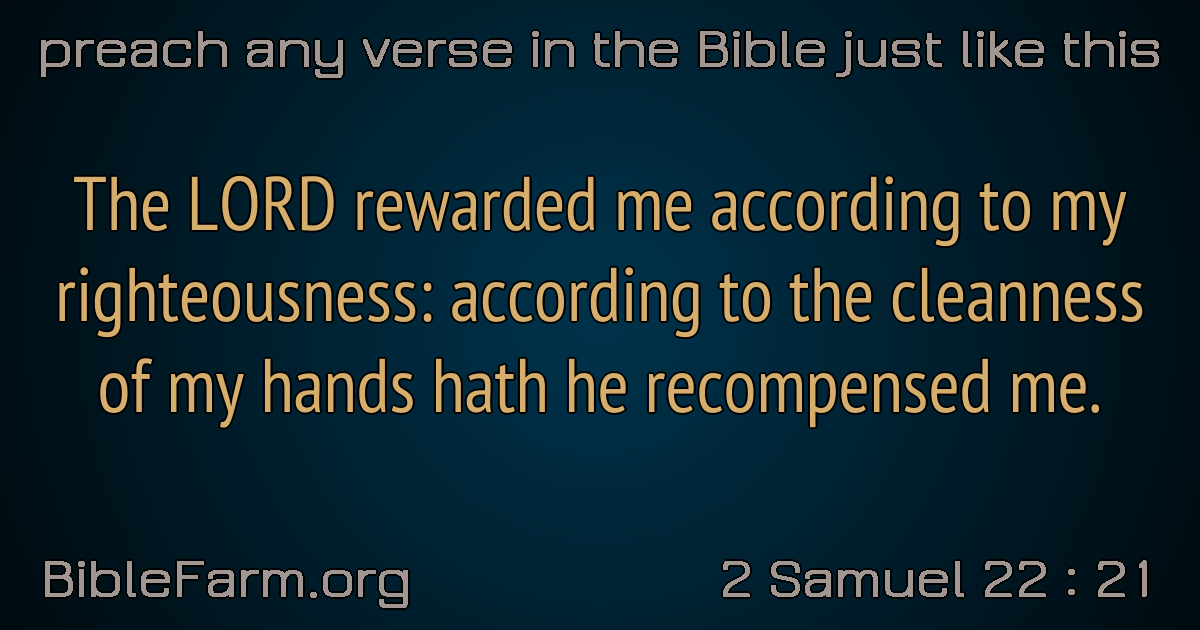 preach any verse in the Bible just like this
The LORD rewarded me according to my
righteousness: according to the cleanness
of my hands hath he recompensed me.
BibleFarm.org
2 Samuel 22 : 21